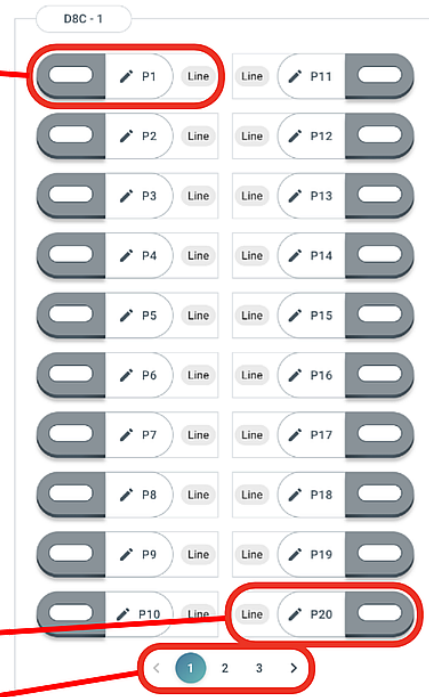 D8C - 1
P1 Line Line P11
P2 Line Line P12
P3 Line Line P13
P4 Line Line P14
P5 Line Line P15
P6 Line Line P16
P7 Line Line P17
P8 Line Line P18
P9 Line Line P19
P10 Line Line P20
< 1 2 3 >